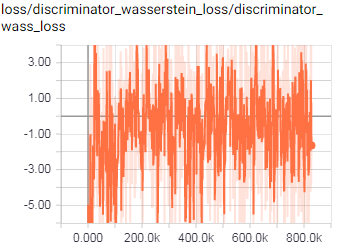 loss/discriminator_wasserstein_loss/discriminator_
wass_loss
3.00
1.00
-1.00
-3.00
-5.00
0.000 200.0k 400.0k 600.0k 800.0k